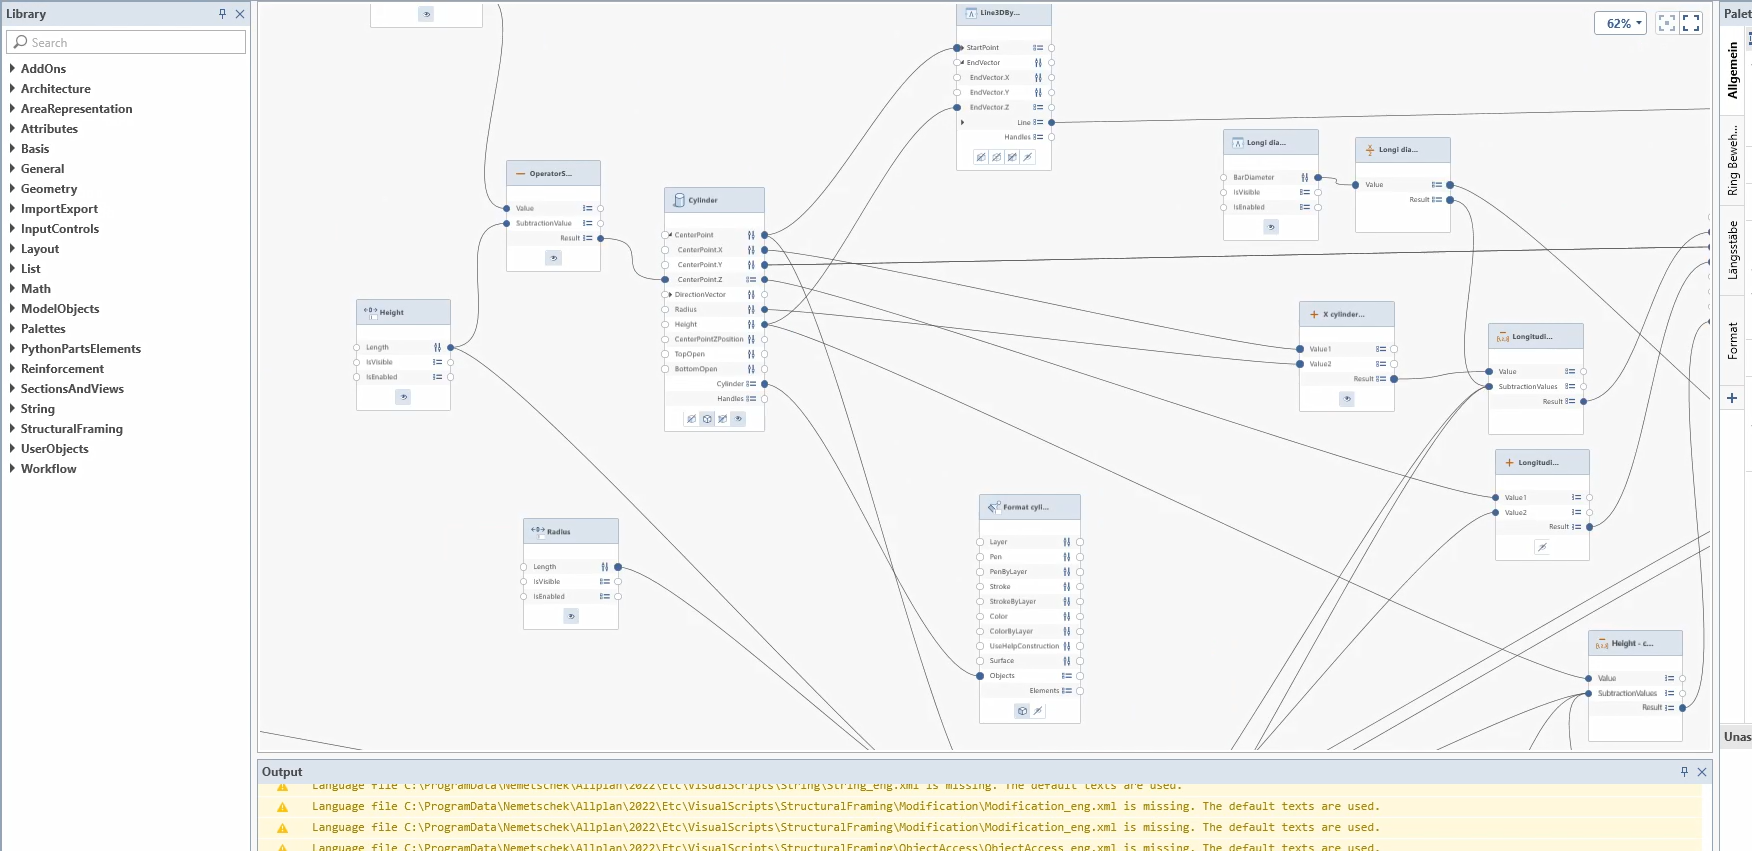 Library
Search
AddOns
Architecture
AreaRepresentation
Attributes
Basis
General
Geometry
ImportExport
InputControls
Layout
List
Math
ModelObjects
Palettes
PythonPartsElements
Reinforcement
SectionsAndViews
String
StructuralFraming
UserObjects
Workflow
Line3DBy...
StartPoint
EndVector
EndVector.X
EndVector.Y
EndVector.Z
Line
Handles
OperatorS...
Value
SubtractionValue
Result
Cylinder
CenterPoint
CenterPoint.X
CenterPoint.Y
CenterPoint.Z
DirectionVector
Radius
Height
CenterPointZPosition
TopOpen
BottomOpen
Cylinder
Handles
Height
Length
IsVisible
IsEnabled
Radius
Length
IsVisible
IsEnabled
Format cyli...
Layer
Pen
PenByLayer
Stroke
StrokeByLayer
Color
ColorByLayer
UseHelpConstruction
Surface
Objects
Elements
Longi dia...
BarDiameter
IsVisible
IsEnabled
Longi dia...
Value
Result
X cylinder...
Value1
Value2
Result
Longitudi...
Value
SubtractionValues
Result
Longitudi...
Value1
Value2
Result
Height - c...
Value
SubtractionValues
Result
62%
Palet
Allgemein
Ring Beweh...
Längsstäbe
Format
Unas
Output
Language file C:\ProgramData\Nemetschek\Allplan\2022\Etc\VisualScripts\String\String_eng.xml is missing. The default texts are used.
Language file C:\ProgramData\Nemetschek\Allplan\2022\Etc\VisualScripts\StructuralFraming\Modification\Modification_eng.xml is missing. The default texts are used.
Language file C:\ProgramData\Nemetschek\Allplan\2022\Etc\VisualScripts\StructuralFraming\Modification\Modification_eng.xml is missing. The default texts are used.
Language file C:\ProgramData\Nemetschek\Allplan\2022\Etc\VisualScripts\StructuralFraming\ObjectAccess\ObjectAccess_eng.xml is missing. The default texts are used.